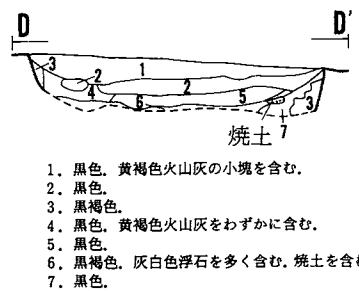 D D'
3 2 1 2 4 6 5 3
焼土 7
1. 黒色. 黄褐色火山灰の小塊を含む.
2. 黒色.
3. 黒褐色.
4. 黒色. 黄褐色火山灰をわずかに含む.
5. 黒色.
6. 黒褐色. 灰白色浮石を多く含む. 焼土を含む
7. 黒色.